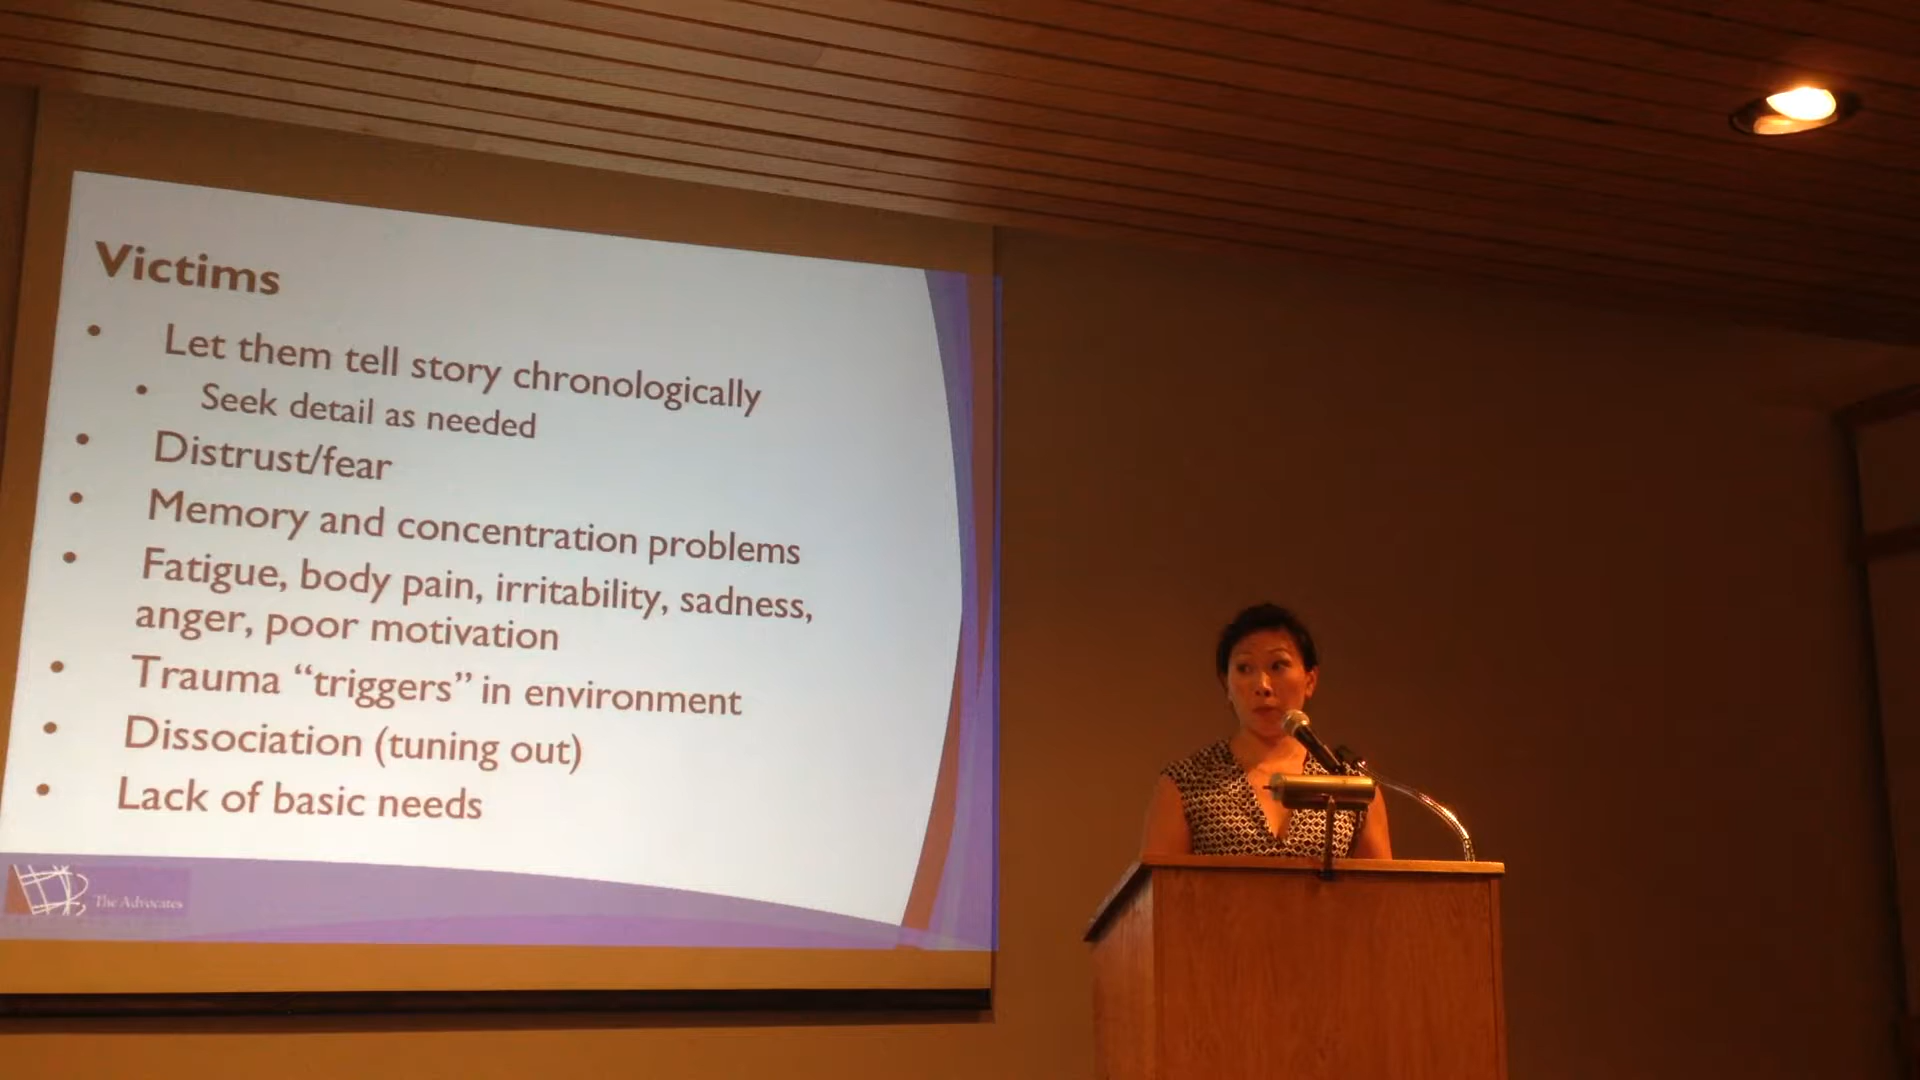 Victims
• Let them tell story chronologically
• Seek detail as needed
• Distrust/fear
• Memory and concentration problems
• Fatigue, body pain, irritability, sadness,
anger, poor motivation
• Trauma “triggers” in environment
• Dissociation (tuning out)
• Lack of basic needs
The Advocates